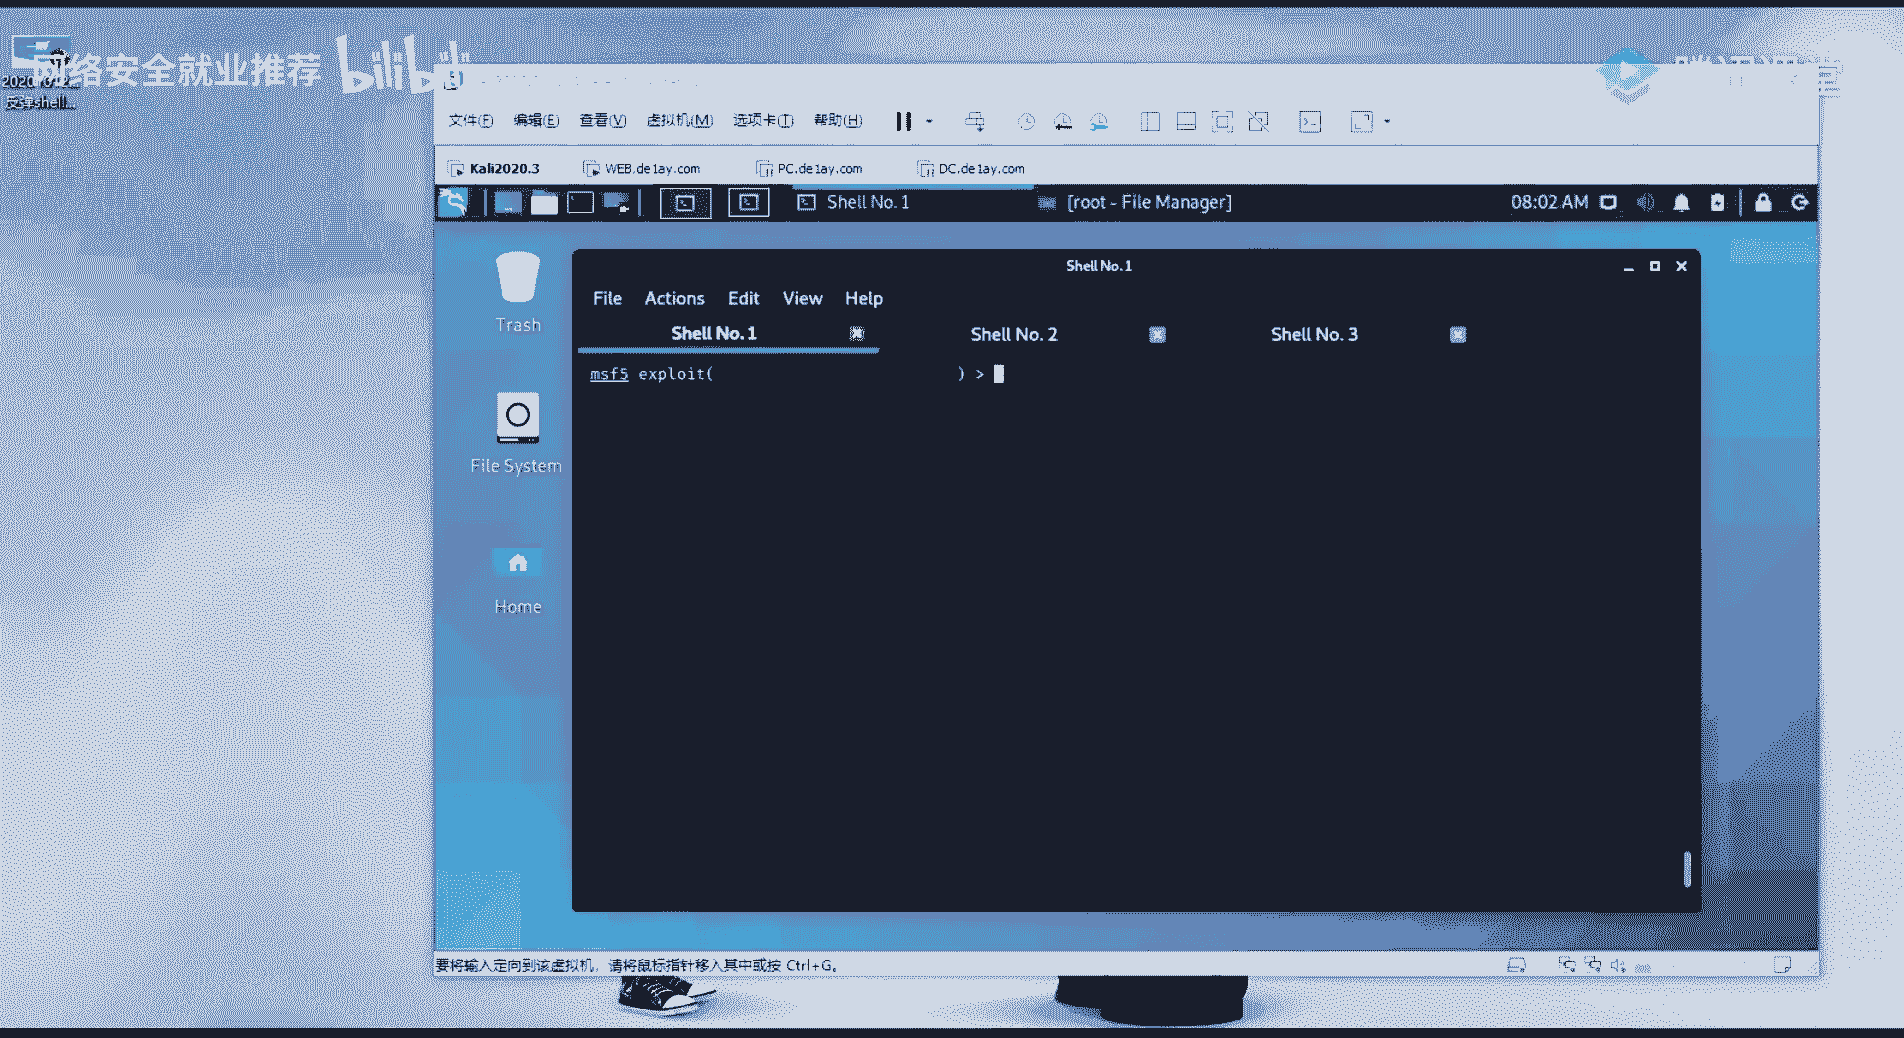 网络安全就业推荐 bilibili
反弹shell...
文件(F) 编辑(E) 查看(V) 虚拟机(M) 选项卡(T) 帮助(H)
Kali2020.3 WEB.de1ay.com PC.de1ay.com DC.de1ay.com
Shell No. 1 [root - File Manager] 08:02 AM
Shell No. 1
File Actions Edit View Help
Shell No. 1 Shell No. 2 Shell No. 3
msf5 exploit( ) >
Trash
File System
Home
要将输入定向到该虚拟机，请将鼠标指针移入其中或按 Ctrl+G。